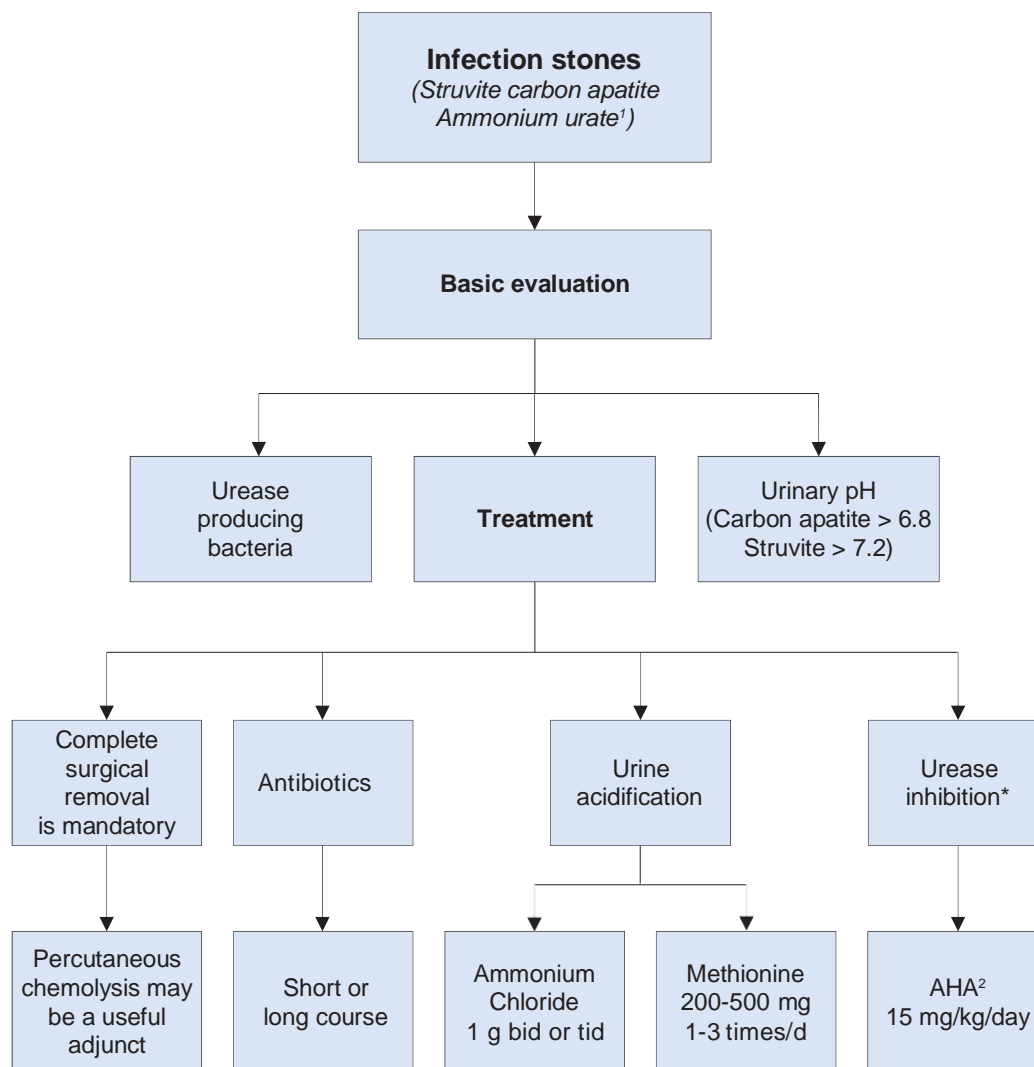 Infection stones
(Struvite carbon apatite
Ammonium urate¹)
Basic evaluation
Urease
producing
bacteria
Treatment
Urinary pH
(Carbon apatite > 6.8
Struvite > 7.2)
Complete
surgical
removal
is mandatory
Antibiotics
Urine
acidification
Urease
inhibition*
Percutaneous
chemolysis may
be a useful
adjunct
Short or
long course
Ammonium
Chloride
1 g bid or tid
Methionine
200-500 mg
1-3 times/d
AHA²
15 mg/kg/day